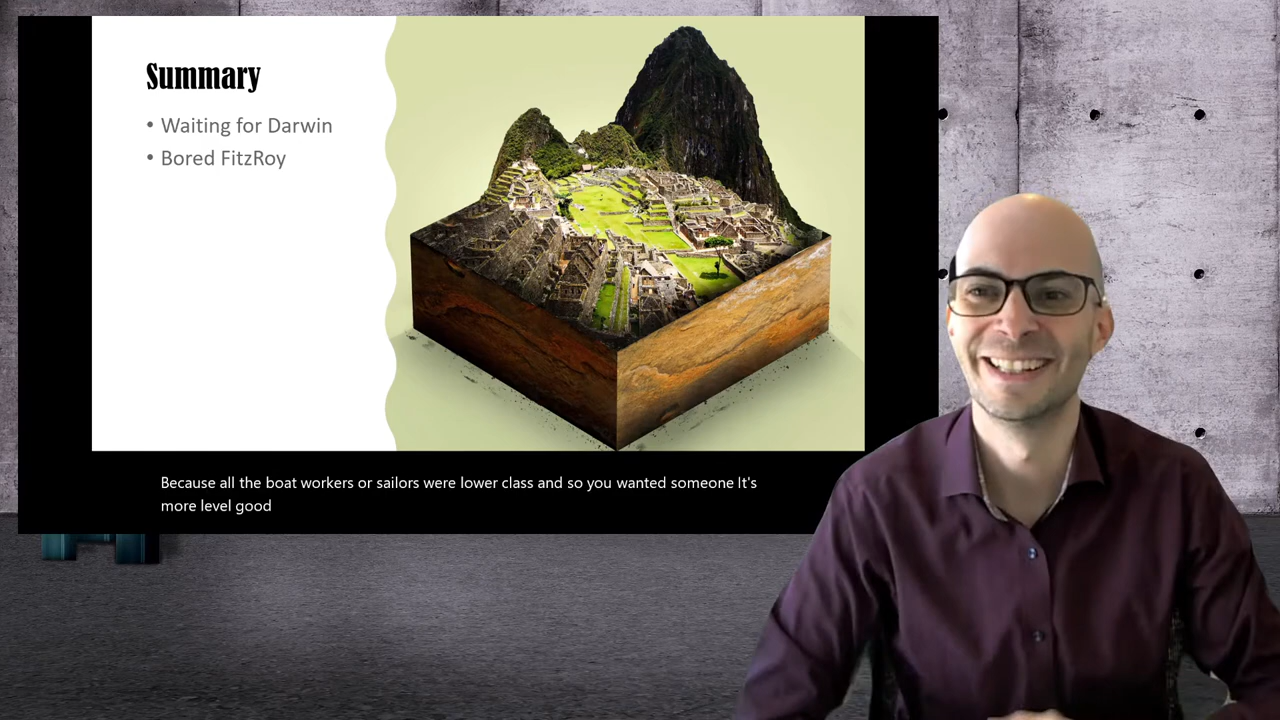 Summary
• Waiting for Darwin
• Bored FitzRoy
Because all the boat workers or sailors were lower class and so you wanted someone It's
more level good